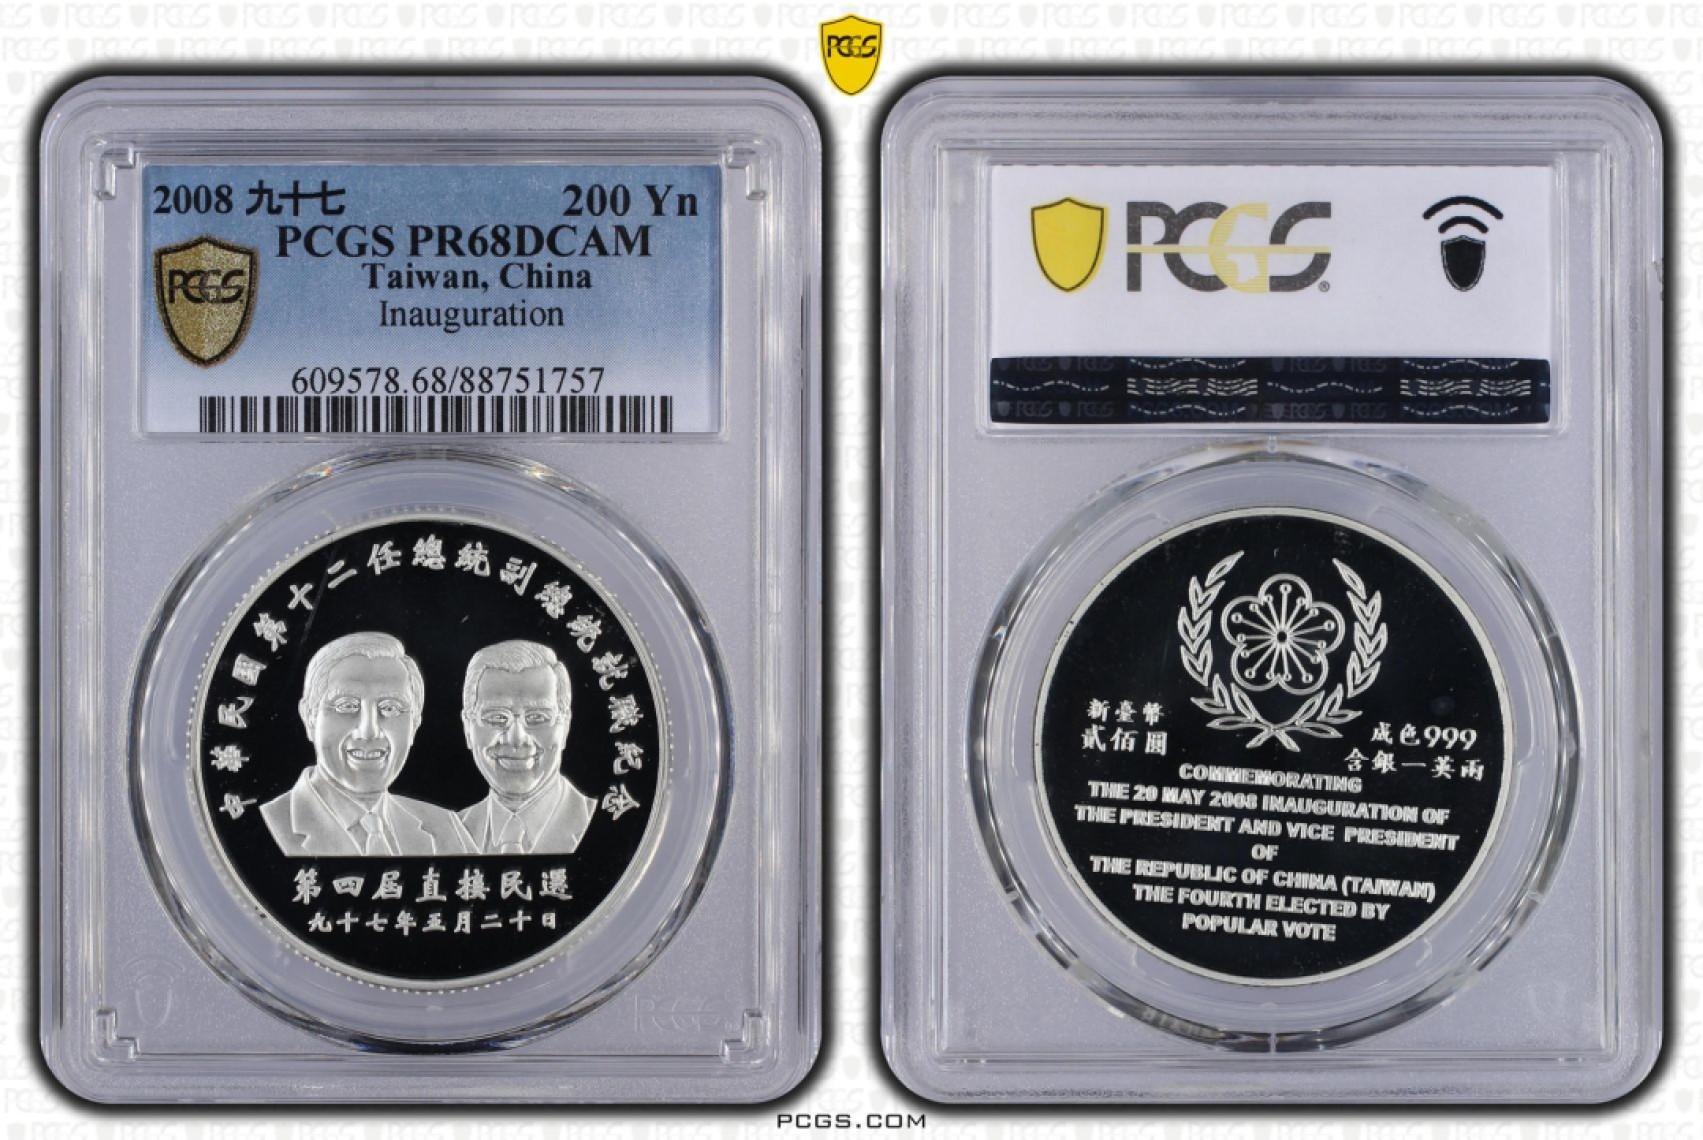 PCGS
2008 九十七 200 Yn
PCGS PR68DCAM
Taiwan, China
Inauguration
PCGS
609578.68/88751757
中華民國第十二任總統副總統就職紀念
第四屆直接民選
九十七年五月二十日
PCGS
新臺幣
貳佰圓
成色999
含銀一英兩
COMMEMORATING
THE 20 MAY 2008 INAUGURATION OF
THE PRESIDENT AND VICE PRESIDENT
OF
THE REPUBLIC OF CHINA (TAIWAN)
THE FOURTH ELECTED BY
POPULAR VOTE
PCGS.COM